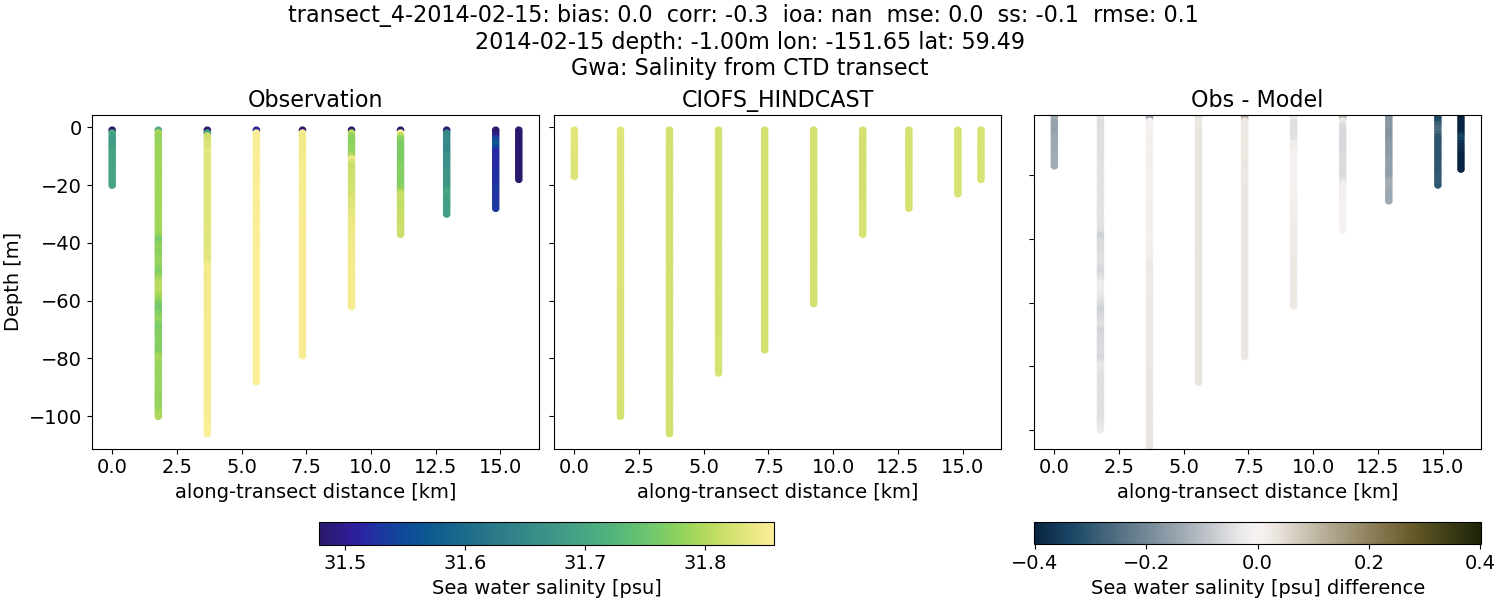 transect_4-2014-02-15: bias: 0.0  corr: -0.3  ioa: nan  mse: 0.0  ss: -0.1  rmse: 0.1
2014-02-15 depth: -1.00m lon: -151.65 lat: 59.49
Gwa: Salinity from CTD transect
Observation
CIOFS_HINDCAST
Obs - Model
Depth [m]
0
−20
−40
−60
−80
−100
0.0 2.5 5.0 7.5 10.0 12.5 15.0
along-transect distance [km]
0.0 2.5 5.0 7.5 10.0 12.5 15.0
along-transect distance [km]
0.0 2.5 5.0 7.5 10.0 12.5 15.0
along-transect distance [km]
31.5 31.6 31.7 31.8
Sea water salinity [psu]
−0.4 −0.2 0.0 0.2 0.4
Sea water salinity [psu] difference